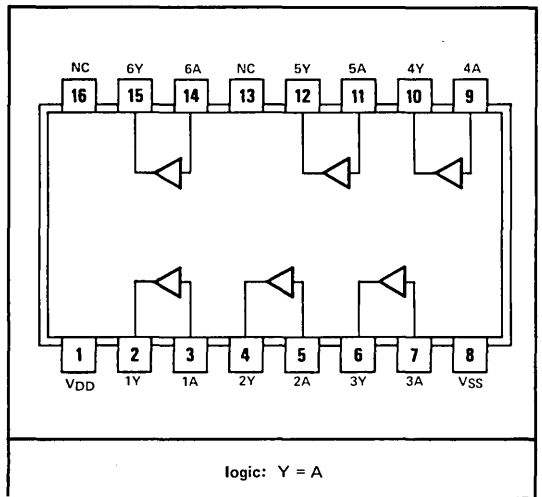 NC 6Y 6A NC 5Y 5A 4Y 4A
16 15 14 13 12 11 10 9
1 2 3 4 5 6 7 8
VDD 1Y 1A 2Y 2A 3Y 3A VSS
logic: Y = A